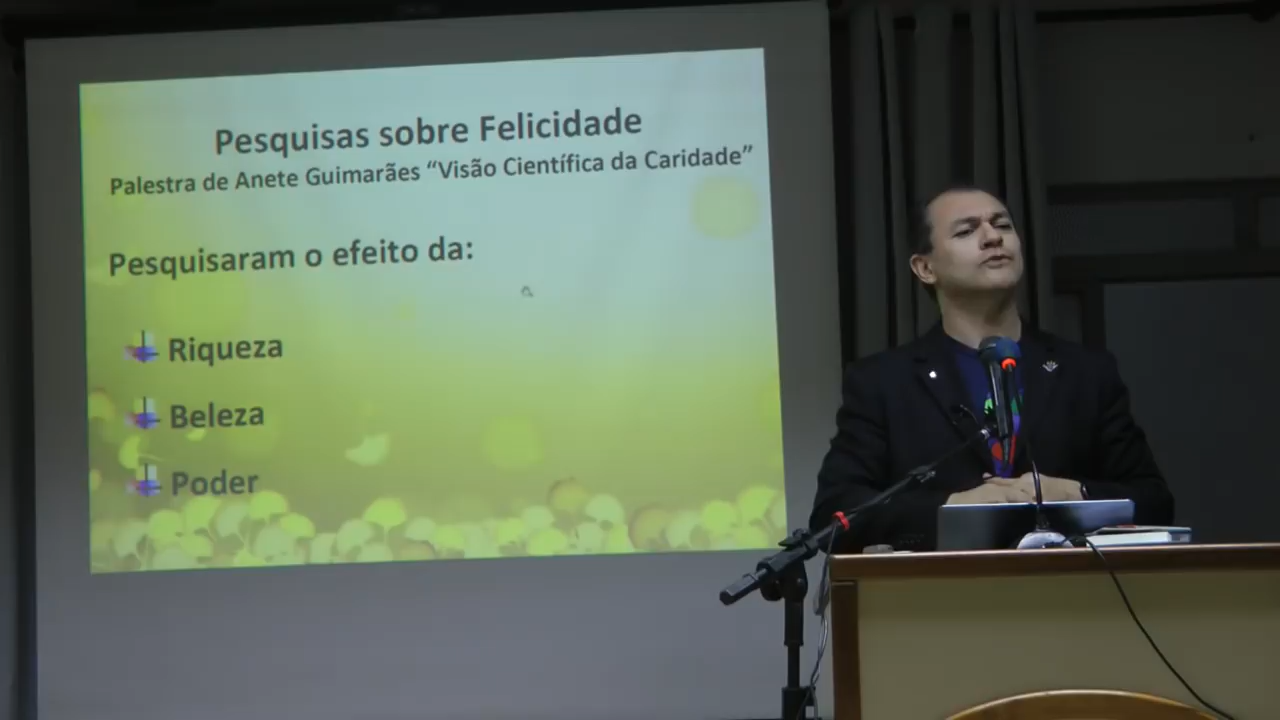 Pesquisas sobre Felicidade
Palestra de Anete Guimarães “Visão Científica da Caridade”
Pesquisaram o efeito da:
Riqueza
Beleza
Poder